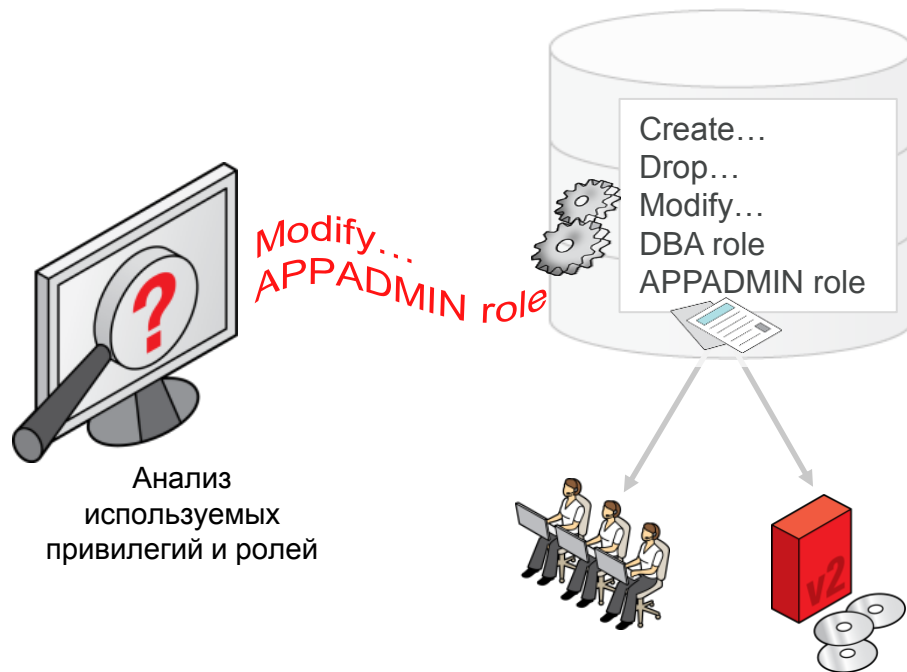 Create…
Drop…
Modify…
DBA role
APPADMIN role
Modify…
APPADMIN role
?
Анализ
используемых
привилегий и ролей
v2